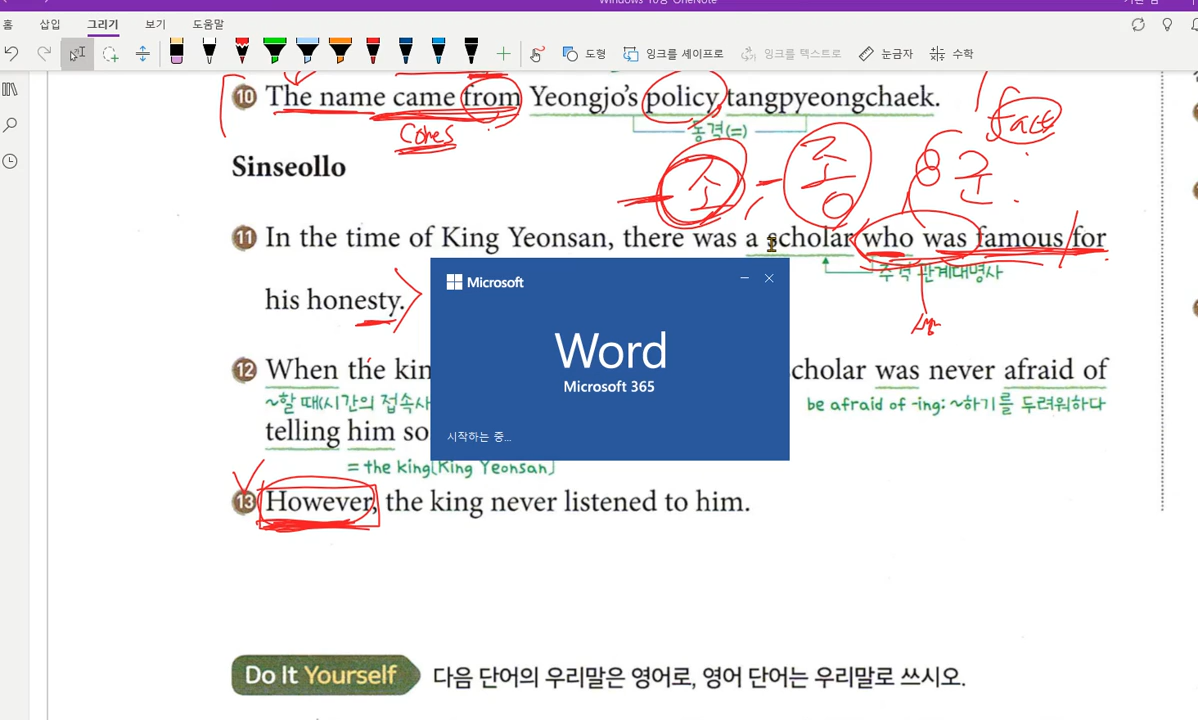 Windows 10용 OneNote
홈 삽입 그리기 보기 도움말
도형 잉크를 셰이프로 잉크를 텍스트로 눈금자 수학
10 The name came from Yeongjo's policy, tangpyeongchaek.
동격(=)
comes
face
Sinseollo
소 - 종
8 군
11 In the time of King Yeonsan, there was a scholar who was famous for
주격 관계대명사
his honesty.
Microsoft
Word
Microsoft 365
시작하는 중...
12 When the kin
cholar was never afraid of
~할 때(시간의 접속사
be afraid of -ing: ~하기를 두려워하다
telling him so
= the king(King Yeonsan)
13 However, the king never listened to him.
Do It Yourself 다음 단어의 우리말은 영어로, 영어 단어는 우리말로 쓰시오.